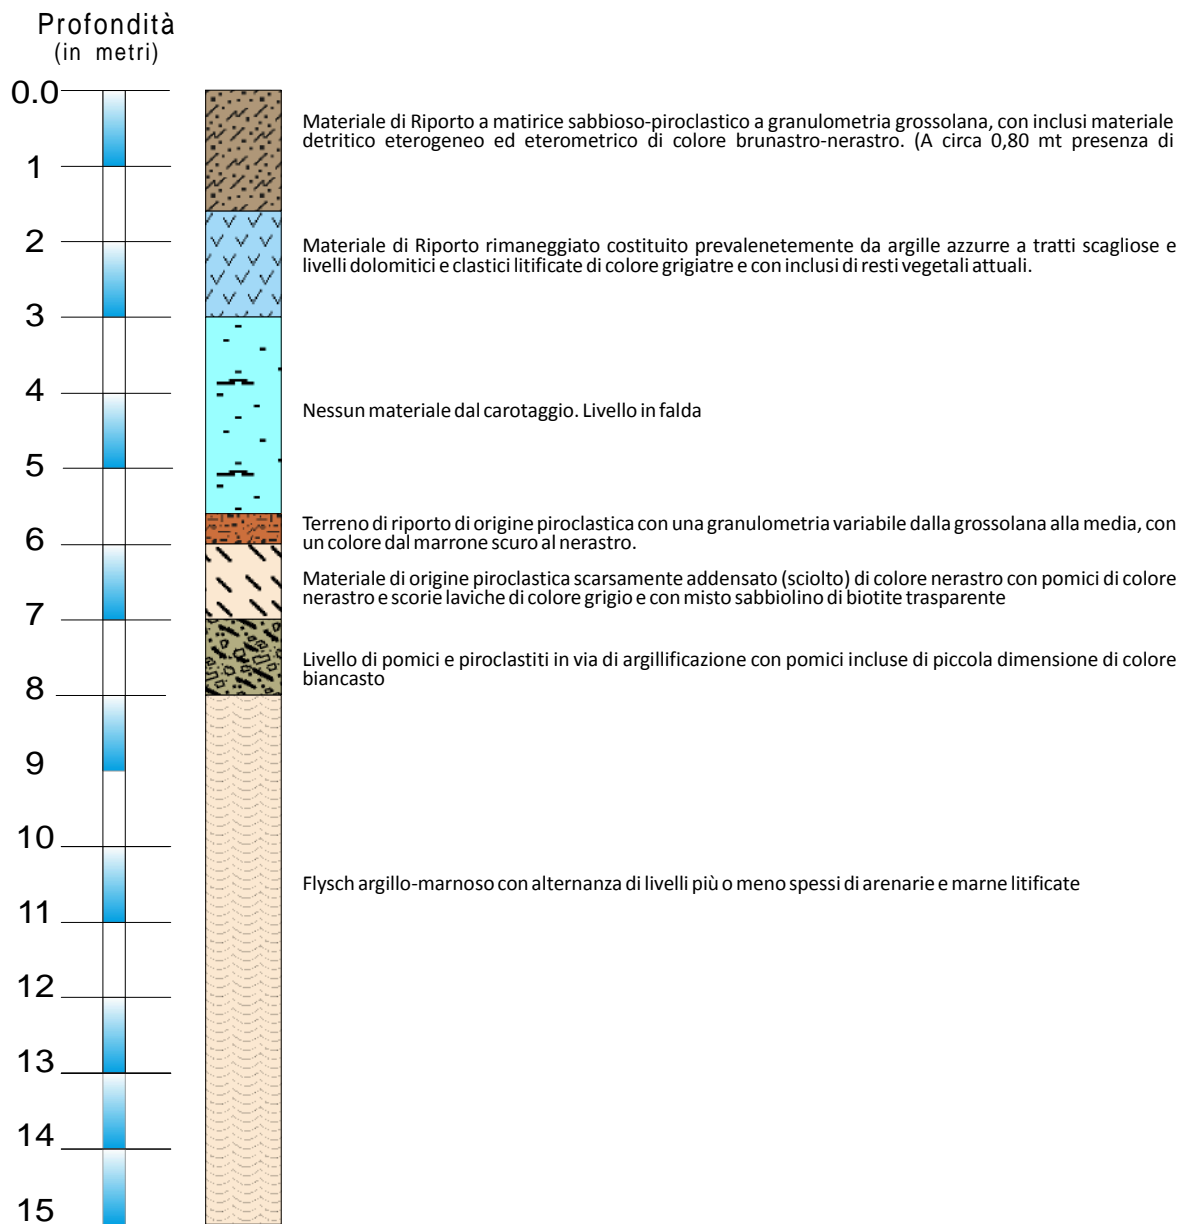 Profondità
(in metri)
0.0
Materiale di Riporto a matirice sabbioso-piroclastico a granulometria grossolana, con inclusi materiale
detritico eterogeneo ed eterometrico di colore brunastro-nerastro. (A circa 0,80 mt presenza di
1
2
Materiale di Riporto rimaneggiato costituito prevalenetemente da argille azzurre a tratti scagliose e
livelli dolomitici e clastici litificate di colore grigiatre e con inclusi di resti vegetali attuali.
3
4
Nessun materiale dal carotaggio. Livello in falda
5
Terreno di riporto di origine piroclastica con una granulometria variabile dalla grossolana alla media, con
un colore dal marrone scuro al nerastro.
6
Materiale di origine piroclastica scarsamente addensato (sciolto) di colore nerastro con pomici di colore
nerastro e scorie laviche di colore grigio e con misto sabbiolino di biotite trasparente
7
Livello di pomici e piroclastiti in via di argillificazione con pomici incluse di piccola dimensione di colore
biancasto
8
9
10
Flysch argillo-marnoso con alternanza di livelli più o meno spessi di arenarie e marne litificate
11
12
13
14
15